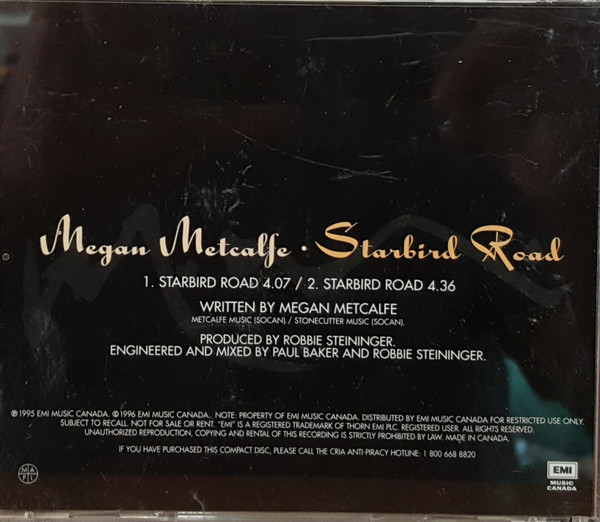 Megan Metcalfe · Starbird Road
1. STARBIRD ROAD 4.07 / 2. STARBIRD ROAD 4.36
WRITTEN BY MEGAN METCALFE
METCALFE MUSIC (SOCAN) / STONECUTTER MUSIC (SOCAN).
PRODUCED BY ROBBIE STEININGER.
ENGINEERED AND MIXED BY PAUL BAKER AND ROBBIE STEININGER.
℗1995 EMI MUSIC CANADA. ©1996 EMI MUSIC CANADA.. NOTE: PROPERTY OF EMI MUSIC CANADA. DISTRIBUTED BY EMI MUSIC CANADA FOR RESTRICTED USE ONLY.
SUBJECT TO RECALL. NOT FOR SALE OR RENT. "EMI" IS A REGISTERED TRADEMARK OF THORN EMI PLC. REGISTERED USER. ALL RIGHTS RESERVED.
UNAUTHORIZED REPRODUCTION, COPYING AND RENTAL OF THIS RECORDING IS STRICTLY PROHIBITED BY LAW. MADE IN CANADA.
IF YOU HAVE PURCHASED THIS COMPACT DISC, PLEASE CALL THE CRIA ANTI-PIRACY HOTLINE: 1 800 668 8820
M A
P L
EMI
MUSIC
CANADA